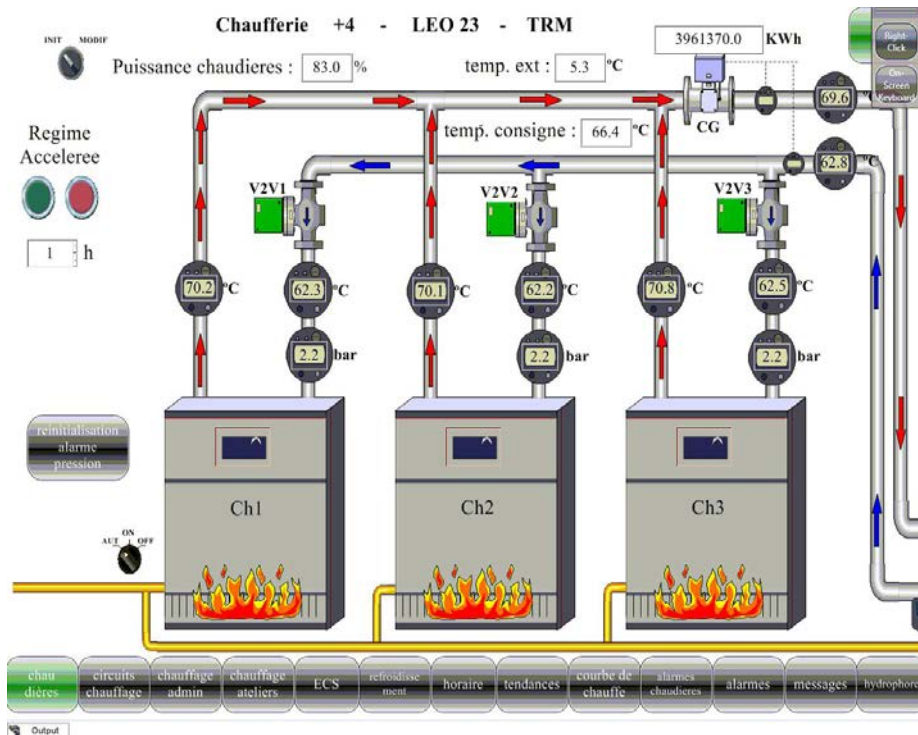 Chaufferie +4 - LEO 23 - TRM
INIT MODIF
Puissance chaudieres : 83.0 %
temp. ext : 5.3 °C
3961370.0 KWh
Right-Click
On-Screen Keyboard
69.6 °C
CG
temp. consigne : 66.4 °C
62.8 °C
Regime
Acceleree
1 h
V2V1
V2V2
V2V3
70.2 °C
62.3 °C
70.1 °C
62.2 °C
70.8 °C
62.5 °C
2.2 bar
2.2 bar
2.2 bar
reinitialisation
alarme
pression
Ch1
Ch2
Ch3
AUT ON OFF
chau
dières
circuits
chauffage
chauffage
admin
chauffage
ateliers
ECS
refroidisse
ment
horaire
tendances
courbe de
chauffe
alarmes
chaudieres
alarmes
messages
hydrophore
Output